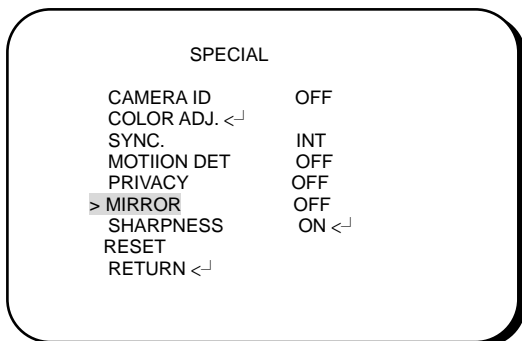 SPECIAL
CAMERA ID OFF
COLOR ADJ. <┘
SYNC. INT
MOTIION DET OFF
PRIVACY OFF
> MIRROR OFF
SHARPNESS ON <┘
RESET
RETURN <┘